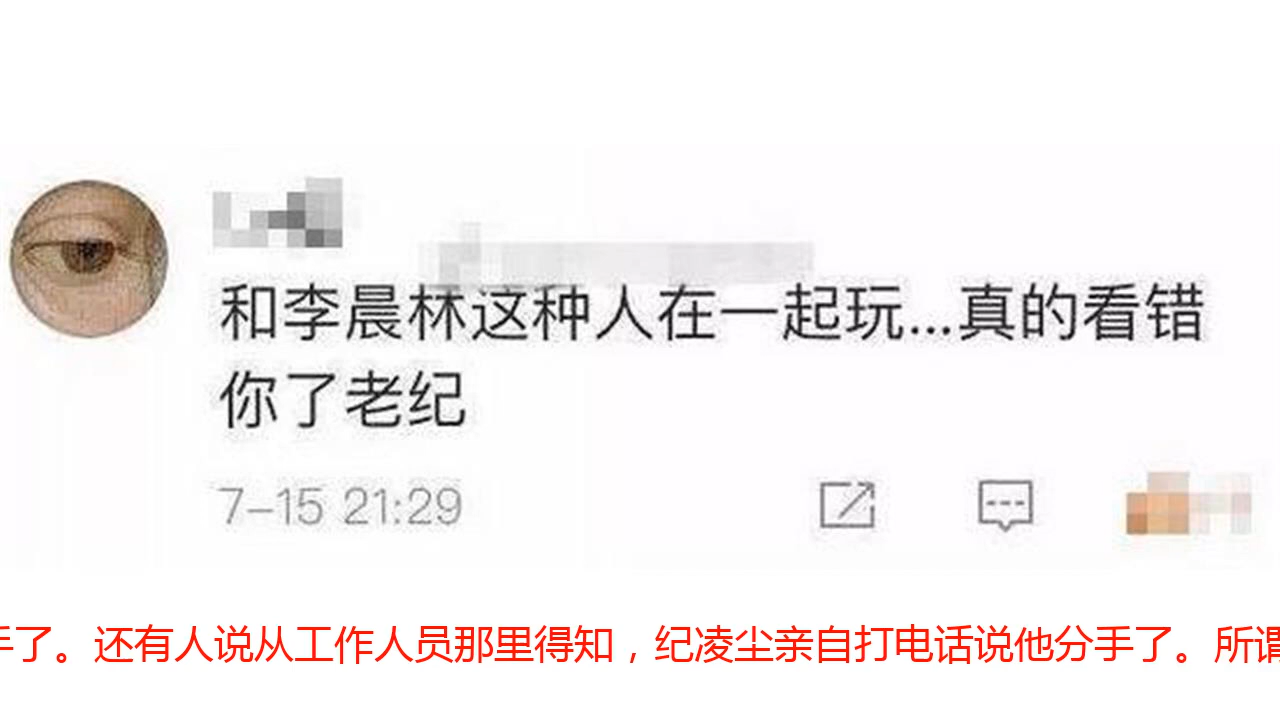 和李晨林这种人在一起玩...真的看错
你了老纪
7-15 21:29
手了。还有人说从工作人员那里得知，纪凌尘亲自打电话说他分手了。所谓